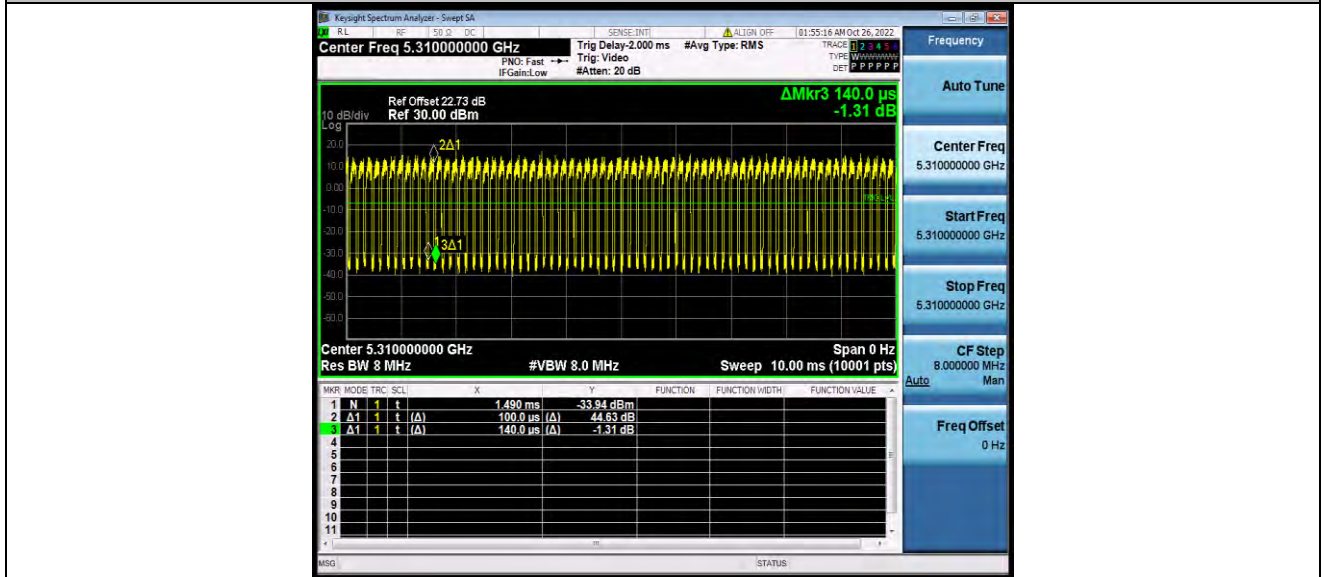 Keysight Spectrum Analyzer - Swept SA
RL RF 50 Ω DC SENSE:INT ALIGN OFF 01:55:16 AM Oct 26, 2022
Center Freq 5.310000000 GHz Trig Delay-2.000 ms #Avg Type: RMS TRACE 1 2 3 4 5 6
PNO: Fast Trig: Video TYPE WWWWWW
IFGain:Low #Atten: 20 dB DET P P P P P P
ΔMkr3 140.0 µs
Ref Offset 22.73 dB
10 dB/div Ref 30.00 dBm -1.31 dB
Log
20.0
2Δ1
10.0
0.00
TRIG LVL
-10.0
-20.0
1 3Δ1
-30.0
-40.0
-50.0
-60.0
Center 5.310000000 GHz Span 0 Hz
Res BW 8 MHz #VBW 8.0 MHz Sweep 10.00 ms (10001 pts)
MKR MODE TRC SCL X Y FUNCTION FUNCTION WIDTH FUNCTION VALUE
1 N 1 t 1.490 ms -33.94 dBm
2 Δ1 1 t (Δ) 100.0 µs (Δ) 44.63 dB
3 Δ1 1 t (Δ) 140.0 µs (Δ) -1.31 dB
4
5
6
7
8
9
10
11
MSG STATUS
Frequency
Auto Tune
Center Freq
5.310000000 GHz
Start Freq
5.310000000 GHz
Stop Freq
5.310000000 GHz
CF Step
8.000000 MHz
Auto Man
Freq Offset
0 Hz